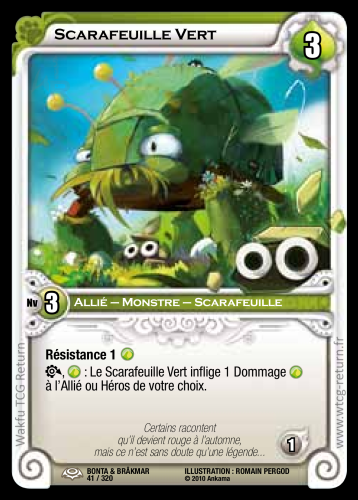 Scarafeuille Vert
3
Nv 3 Allié – Monstre – Scarafeuille
Résistance 1
, : Le Scarafeuille Vert inflige 1 Dommage
à l'Allié ou Héros de votre choix.
Certains racontent
qu'il devient rouge à l'automne,
mais ce n'est sans doute qu'une légende...
1
BONTA & BRÂKMAR
41 / 320
ILLUSTRATION : ROMAIN PERGOD
© 2010 Ankama
Wakfu TCG Return
www.wtcg-return.fr